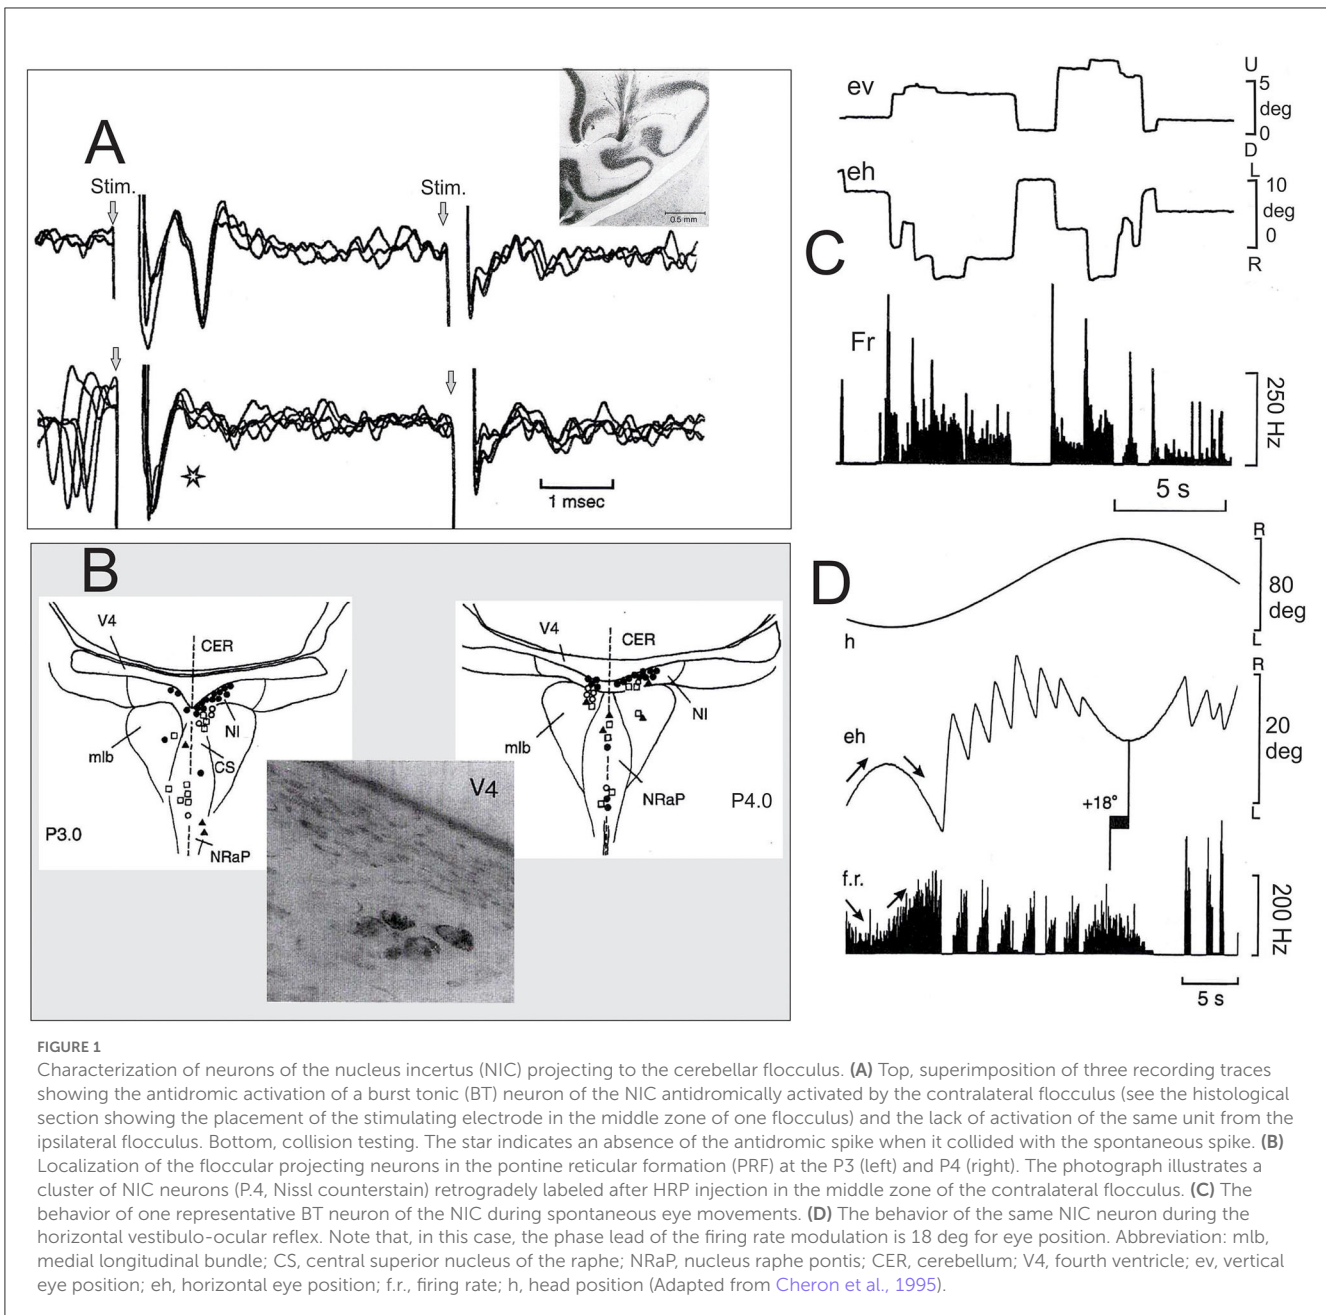 A
Stim.
Stim.
0.5 mm
1 msec
B
V4
CER
NI
mlb
CS
P3.0
NRaP
V4
V4
CER
NI
mlb
NRaP
P4.0
C
ev
U
5
deg
0
D
eh
L
10
deg
0
R
Fr
250 Hz
5 s
D
h
R
80
deg
L
eh
R
20
deg
L
+18°
f.r.
200 Hz
5 s
FIGURE 1
Characterization of neurons of the nucleus incertus (NIC) projecting to the cerebellar flocculus. (A) Top, superimposition of three recording traces
showing the antidromic activation of a burst tonic (BT) neuron of the NIC antidromically activated by the contralateral flocculus (see the histological
section showing the placement of the stimulating electrode in the middle zone of one flocculus) and the lack of activation of the same unit from the
ipsilateral flocculus. Bottom, collision testing. The star indicates an absence of the antidromic spike when it collided with the spontaneous spike. (B)
Localization of the floccular projecting neurons in the pontine reticular formation (PRF) at the P3 (left) and P4 (right). The photograph illustrates a
cluster of NIC neurons (P.4, Nissl counterstain) retrogradely labeled after HRP injection in the middle zone of the contralateral flocculus. (C) The
behavior of one representative BT neuron of the NIC during spontaneous eye movements. (D) The behavior of the same NIC neuron during the
horizontal vestibulo-ocular reflex. Note that, in this case, the phase lead of the firing rate modulation is 18 deg for eye position. Abbreviation: mlb,
medial longitudinal bundle; CS, central superior nucleus of the raphe; NRaP, nucleus raphe pontis; CER, cerebellum; V4, fourth ventricle; ev, vertical
eye position; eh, horizontal eye position; f.r., firing rate; h, head position (Adapted from Cheron et al., 1995).